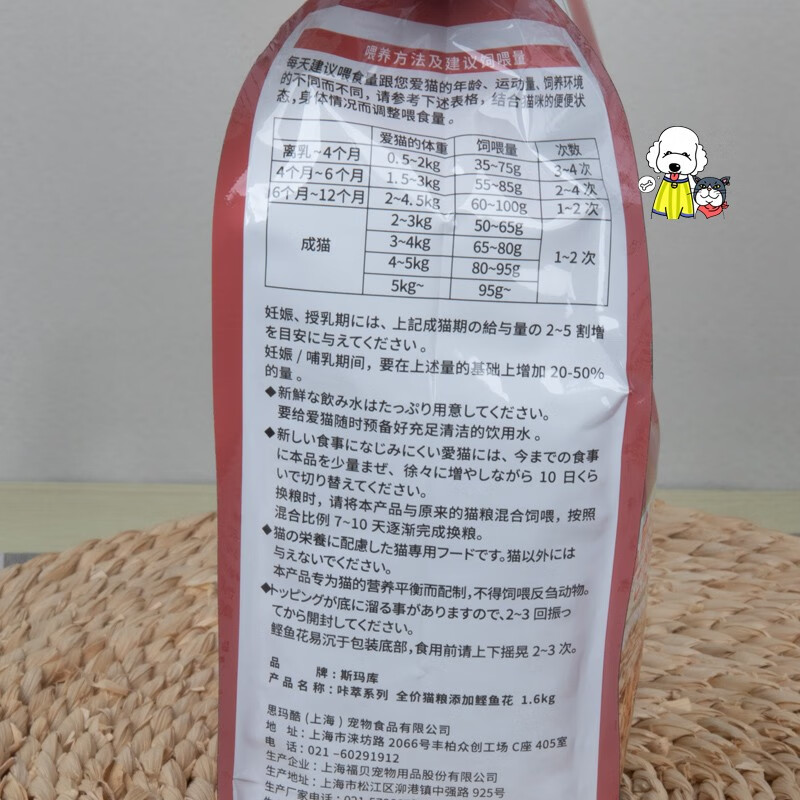 喂养方法及建议饲喂量
每天建议喂食量跟您爱猫的年龄、运动量、饲养环境
的不同而不同，请参考下述表格，结合猫咪的便便状
态，身体情况而调整喂食量。
爱猫的体重 饲喂量 次数
离乳~4个月 0.5~2kg 35~75g 3~4次
4个月~6个月 1.5~3kg 55~85g 2~4次
6个月~12个月 2~4.5kg 60~100g 1~2次
成猫 2~3kg 50~65g 1~2次
3~4kg 65~80g
4~5kg 80~95g
5kg~ 95g~
妊娠、授乳期には、上記成猫期の給与量の2~5割増
を目安に与えてください。
妊娠/哺乳期间，要在上述量的基础上增加20-50%
的量。
◆新鮮な飲み水はたっぷり用意してください。
要给爱猫随时预备好充足清洁的饮用水。
◆新しい食事になじみにくい愛猫には、今までの食事
に本品を少量まぜ、徐々に増やしながら10日くら
いで切り替えてください。
换粮时，请将本产品与原来的猫粮混合饲喂，按照
混合比例7~10天逐渐完成换粮。
◆猫の栄養に配慮した猫専用フードです。猫以外には
与えないでください。
本产品专为猫的营养平衡而配制，不得饲喂反刍动物。
◆トッピングが底に溜る事がありますので、2~3回振っ
てから開封してください。
鲣鱼花易沉于包装底部，食用前请上下摇晃2~3次。
品 牌：斯玛库
产品名称：咔萃系列 全价猫粮添加鲣鱼花 1.6kg
思玛酷(上海)宠物食品有限公司
地 址：上海市涞坊路2066号丰柏众创工场C座405室
电 话：021-60291912
生产企业：上海福贝宠物用品股份有限公司
生产地址：上海市松江区泖港镇中强路925号
生产厂家电话：021